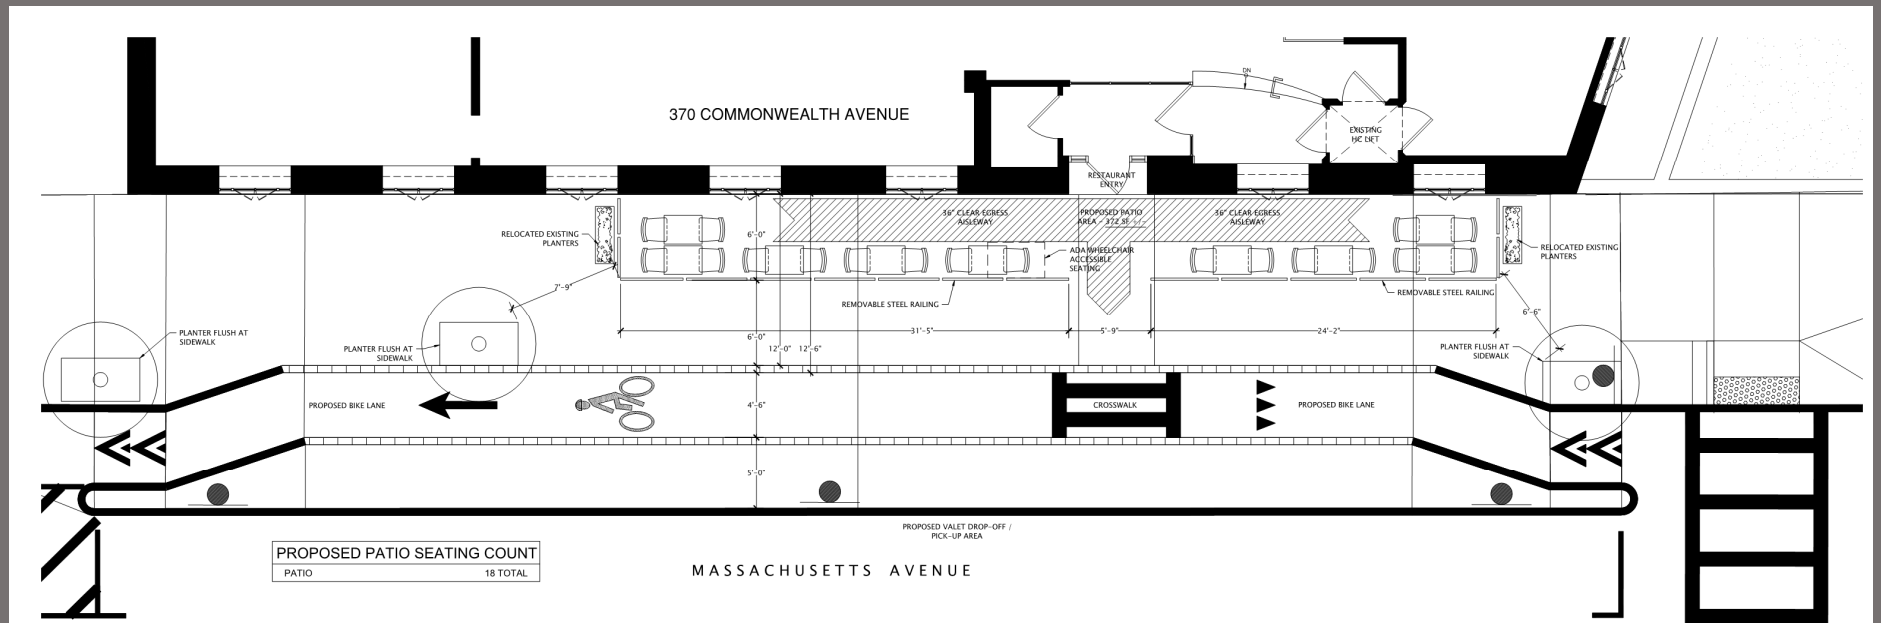 370 COMMONWEALTH AVENUE
DN
EXISTING
HC LIFT
RESTAURANT
ENTRY
36" CLEAR EGRESS
AISLEWAY
PROPOSED PATIO
AREA - 372 SF +/-
36" CLEAR EGRESS
AISLEWAY
RELOCATED EXISTING
PLANTERS
6'-0"
ADA WHEELCHAIR
ACCESSIBLE
SEATING
RELOCATED EXISTING
PLANTERS
7'-9"
REMOVABLE STEEL RAILING
REMOVABLE STEEL RAILING
6'-6"
PLANTER FLUSH AT
SIDEWALK
31'-5"
5'-9"
24'-2"
6'-0"
PLANTER FLUSH AT
SIDEWALK
12'-0"
12'-6"
PLANTER FLUSH AT
SIDEWALK
PROPOSED BIKE LANE
4'-6"
CROSSWALK
PROPOSED BIKE LANE
5'-0"
PROPOSED VALET DROP-OFF /
PICK-UP AREA
PROPOSED PATIO SEATING COUNT
PATIO 18 TOTAL
MASSACHUSETTS AVENUE